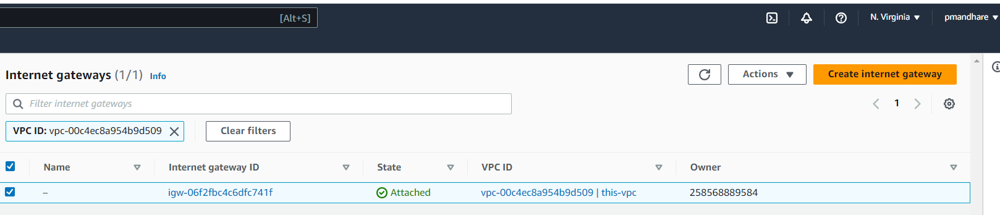 [Alt+S]
N. Virginia
pmandhare
Internet gateways (1/1) Info
Actions
Create internet gateway
Filter internet gateways
1
VPC ID: vpc-00c4ec8a954b9d509
Clear filters
Name Internet gateway ID State VPC ID Owner
– igw-06f2fbc4c6dfc741f Attached vpc-00c4ec8a954b9d509 | this-vpc 258568889584